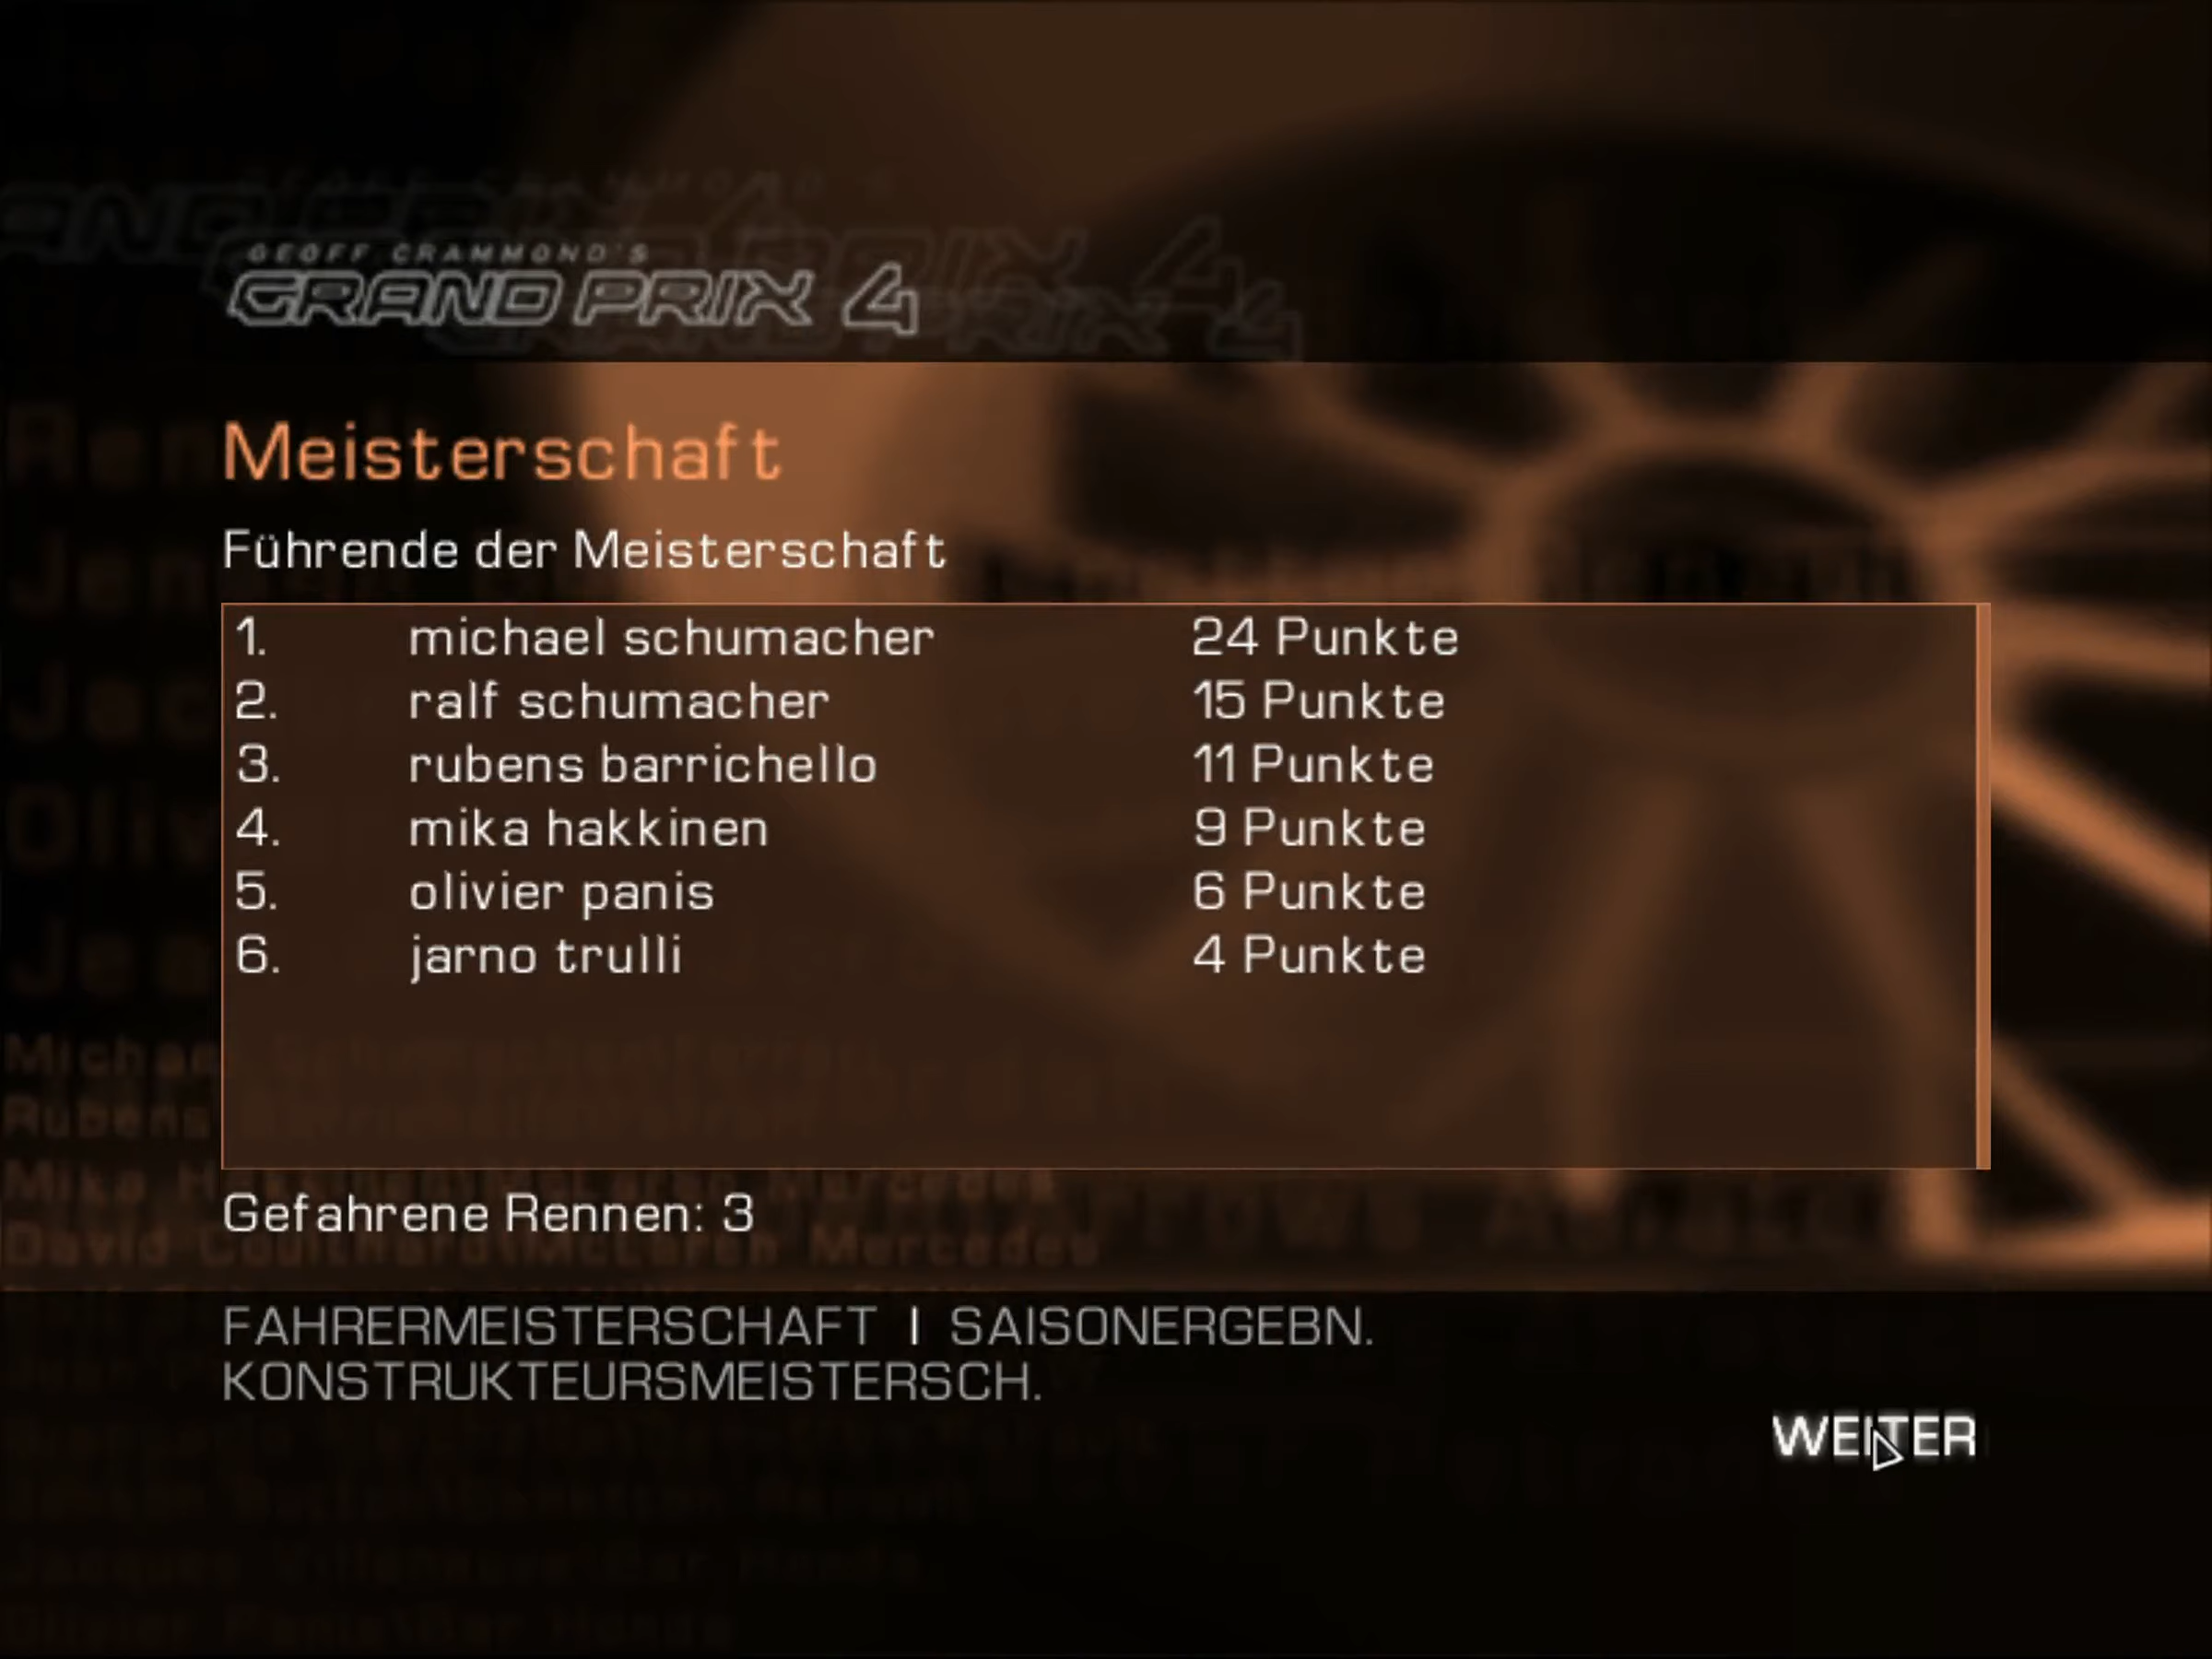 GEOFF CRAMMOND'S
GRAND PRIX 4
Meisterschaft
Führende der Meisterschaft
1. michael schumacher 24 Punkte
2. ralf schumacher 15 Punkte
3. rubens barrichello 11 Punkte
4. mika hakkinen 9 Punkte
5. olivier panis 6 Punkte
6. jarno trulli 4 Punkte
Gefahrene Rennen: 3
FAHRERMEISTERSCHAFT | SAISONERGEBN.
KONSTRUKTEURSMEISTERSCH.
WEITER